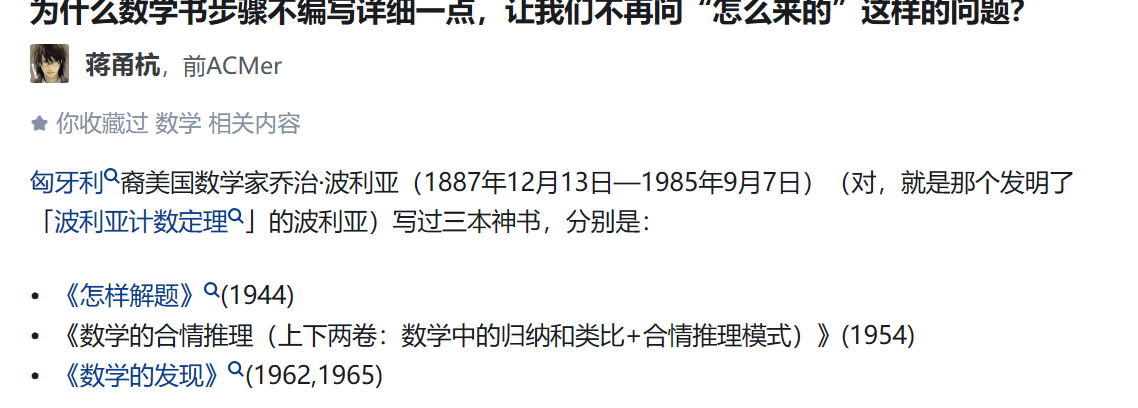 为什么数学书步骤不编写详细一点，让我们不再问“怎么来的”这样的问题？
蒋甬杭，前ACMer
你收藏过 数学 相关内容
匈牙利裔美国数学家乔治·波利亚（1887年12月13日—1985年9月7日）（对，就是那个发明了
「波利亚计数定理」的波利亚）写过三本神书，分别是：
• 《怎样解题》(1944)
• 《数学的合情推理（上下两卷：数学中的归纳和类比+合情推理模式）》(1954)
• 《数学的发现》(1962,1965)